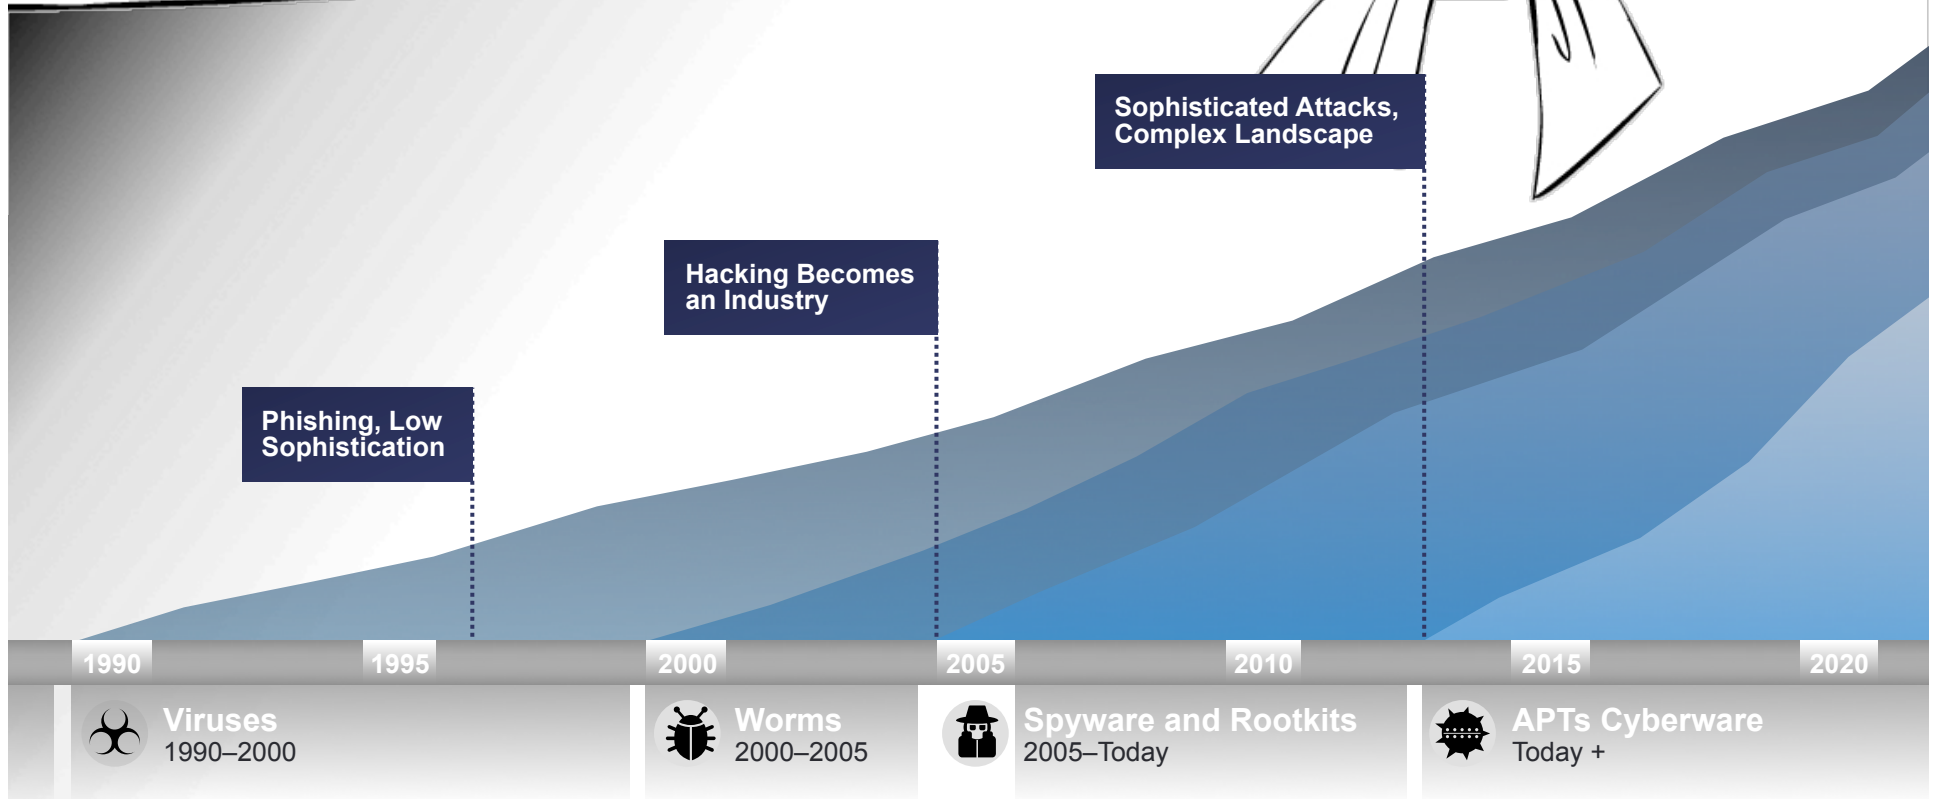 Sophisticated Attacks,
Complex Landscape
Hacking Becomes
an Industry
Phishing, Low
Sophistication
1990
1995
2000
2005
2010
2015
2020
Viruses
1990–2000
Worms
2000–2005
Spyware and Rootkits
2005–Today
APTs Cyberware
Today +